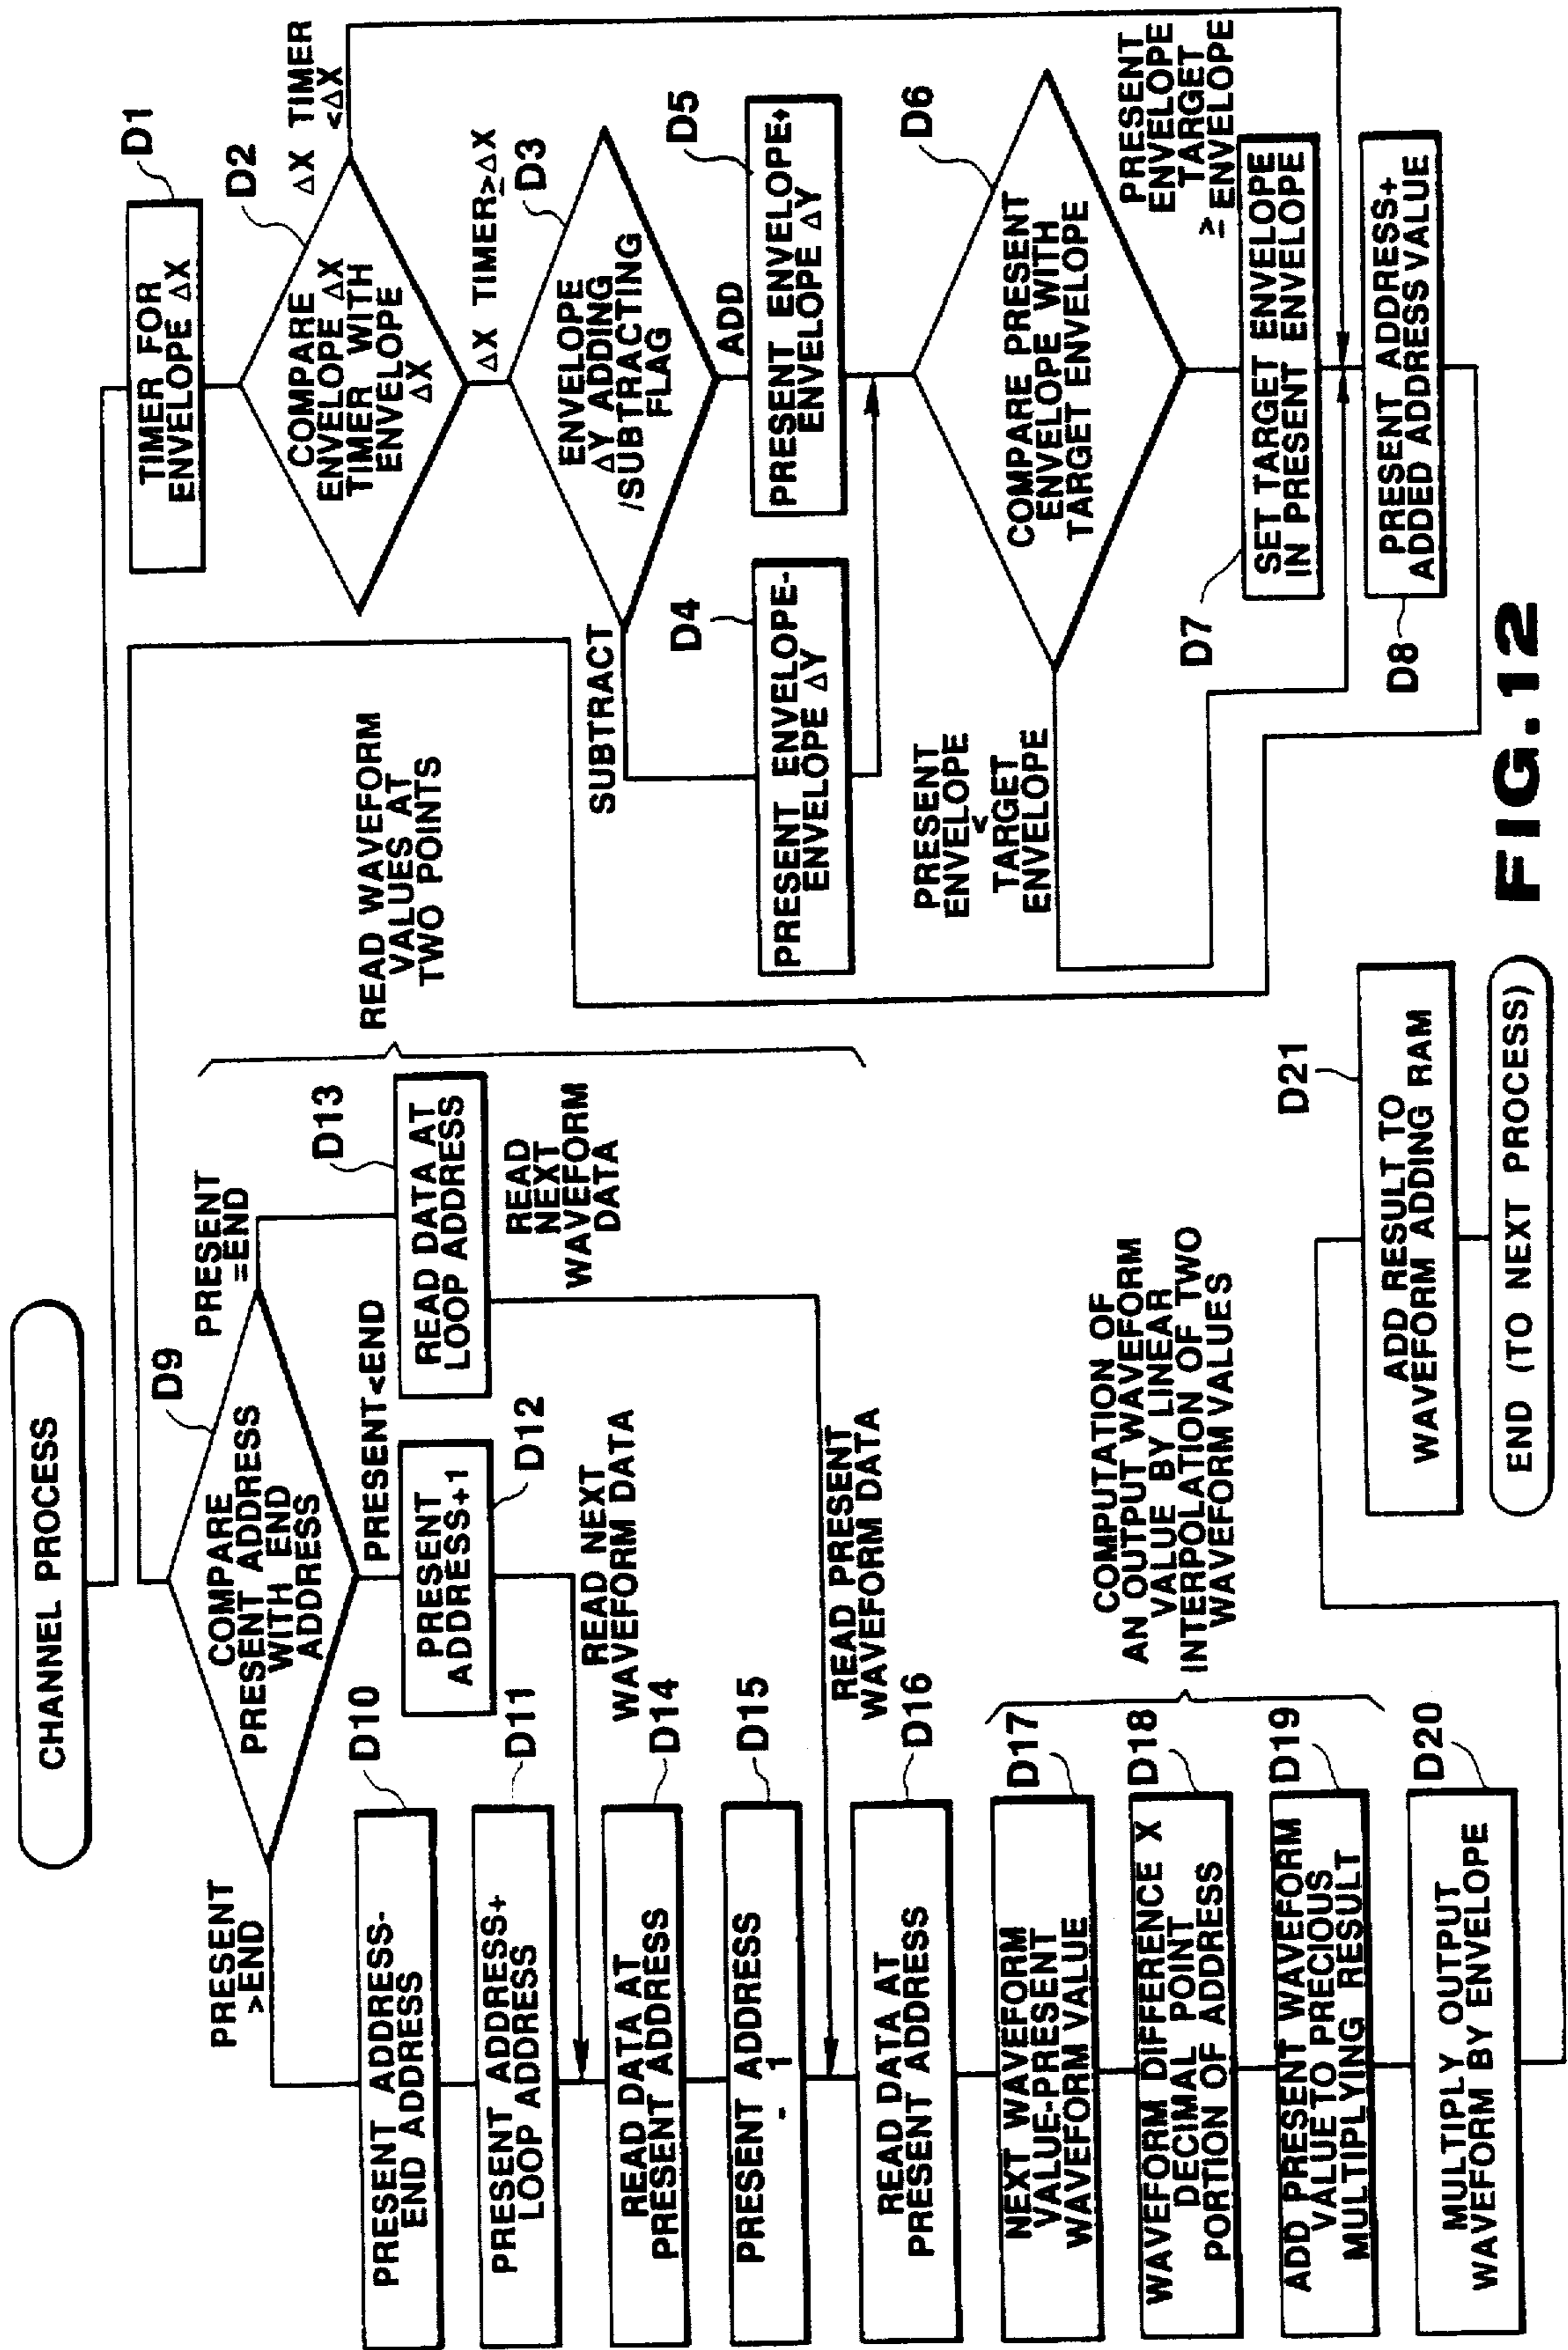 CHANNEL PROCESS
D1
TIMER FOR
ENVELOPE ΔX
D2
COMPARE
ENVELOPE ΔX
TIMER WITH
ENVELOPE
ΔX
ΔX TIMER
<ΔX
ΔX TIMER≥ΔX
D3
ENVELOPE
ΔY ADDING
/SUBTRACTING
FLAG
SUBTRACT
ADD
D4
PRESENT ENVELOPE-
ENVELOPE ΔY
D5
PRESENT ENVELOPE+
ENVELOPE ΔY
D6
COMPARE PRESENT
ENVELOPE WITH
TARGET ENVELOPE
PRESENT
ENVELOPE
<
TARGET
ENVELOPE
PRESENT
ENVELOPE
TARGET
≥ ENVELOPE
D7
SET TARGET ENVELOPE
IN PRESENT ENVELOPE
D8
PRESENT ADDRESS+
ADDED ADDRESS VALUE
D9
COMPARE
PRESENT ADDRESS
WITH END
ADDRESS
PRESENT
>END
PRESENT
=END
PRESENT<END
D10
PRESENT ADDRESS-
END ADDRESS
D11
PRESENT ADDRESS+
LOOP ADDRESS
D12
PRESENT
ADDRESS+1
D13
READ DATA AT
LOOP ADDRESS
READ NEXT
WAVEFORM DATA
READ
NEXT
WAVEFORM
DATA
READ WAVEFORM
VALUES AT
TWO POINTS
D14
READ DATA AT
PRESENT ADDRESS
D15
PRESENT ADDRESS
- 1
READ PRESENT
WAVEFORM DATA
D16
READ DATA AT
PRESENT ADDRESS
D17
NEXT WAVEFORM
VALUE-PRESENT
WAVEFORM VALUE
D18
WAVEFORM DIFFERENCE X
DECIMAL POINT
PORTION OF ADDRESS
D19
ADD PRESENT WAVEFORM
VALUE TO PRECIOUS
MULTIPLYING RESULT
COMPUTATION OF
AN OUTPUT WAVEFORM
VALUE BY LINEAR
INTERPOLATION OF TWO
WAVEFORM VALUES
D20
MULTIPLY OUTPUT
WAVEFORM BY ENVELOPE
D21
ADD RESULT TO
WAVEFORM ADDING RAM
END (TO NEXT PROCESS)
FIG.12